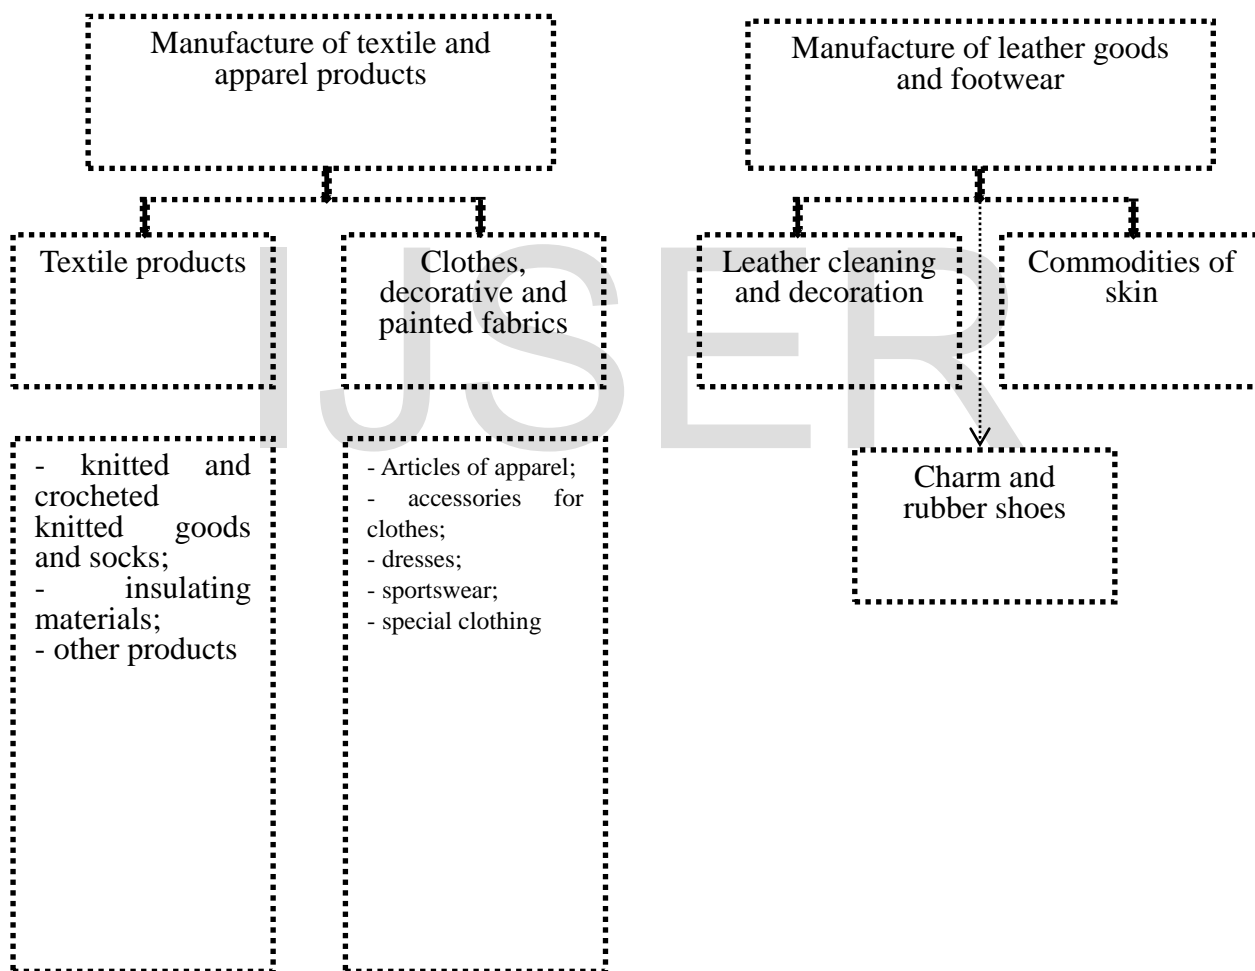 Manufacture of textile and
apparel products
Manufacture of leather goods
and footwear
Textile products
Clothes,
decorative and
painted fabrics
Leather cleaning
and decoration
Commodities of
skin
IJSER
- knitted and
crocheted
knitted goods
and socks;
- insulating
materials;
- other products
- Articles of apparel;
- accessories for
clothes;
- dresses;
- sportswear;
- special clothing
Charm and
rubber shoes